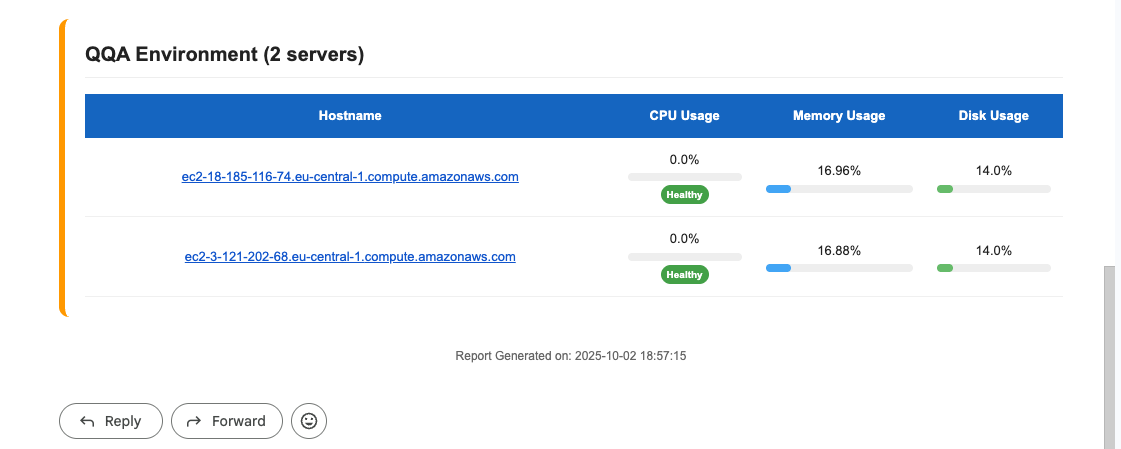 QQA Environment (2 servers)
Hostname CPU Usage Memory Usage Disk Usage
ec2-18-185-116-74.eu-central-1.compute.amazonaws.com 0.0% 16.96% 14.0%
Healthy
ec2-3-121-202-68.eu-central-1.compute.amazonaws.com 0.0% 16.88% 14.0%
Healthy
Report Generated on: 2025-10-02 18:57:15
Reply Forward